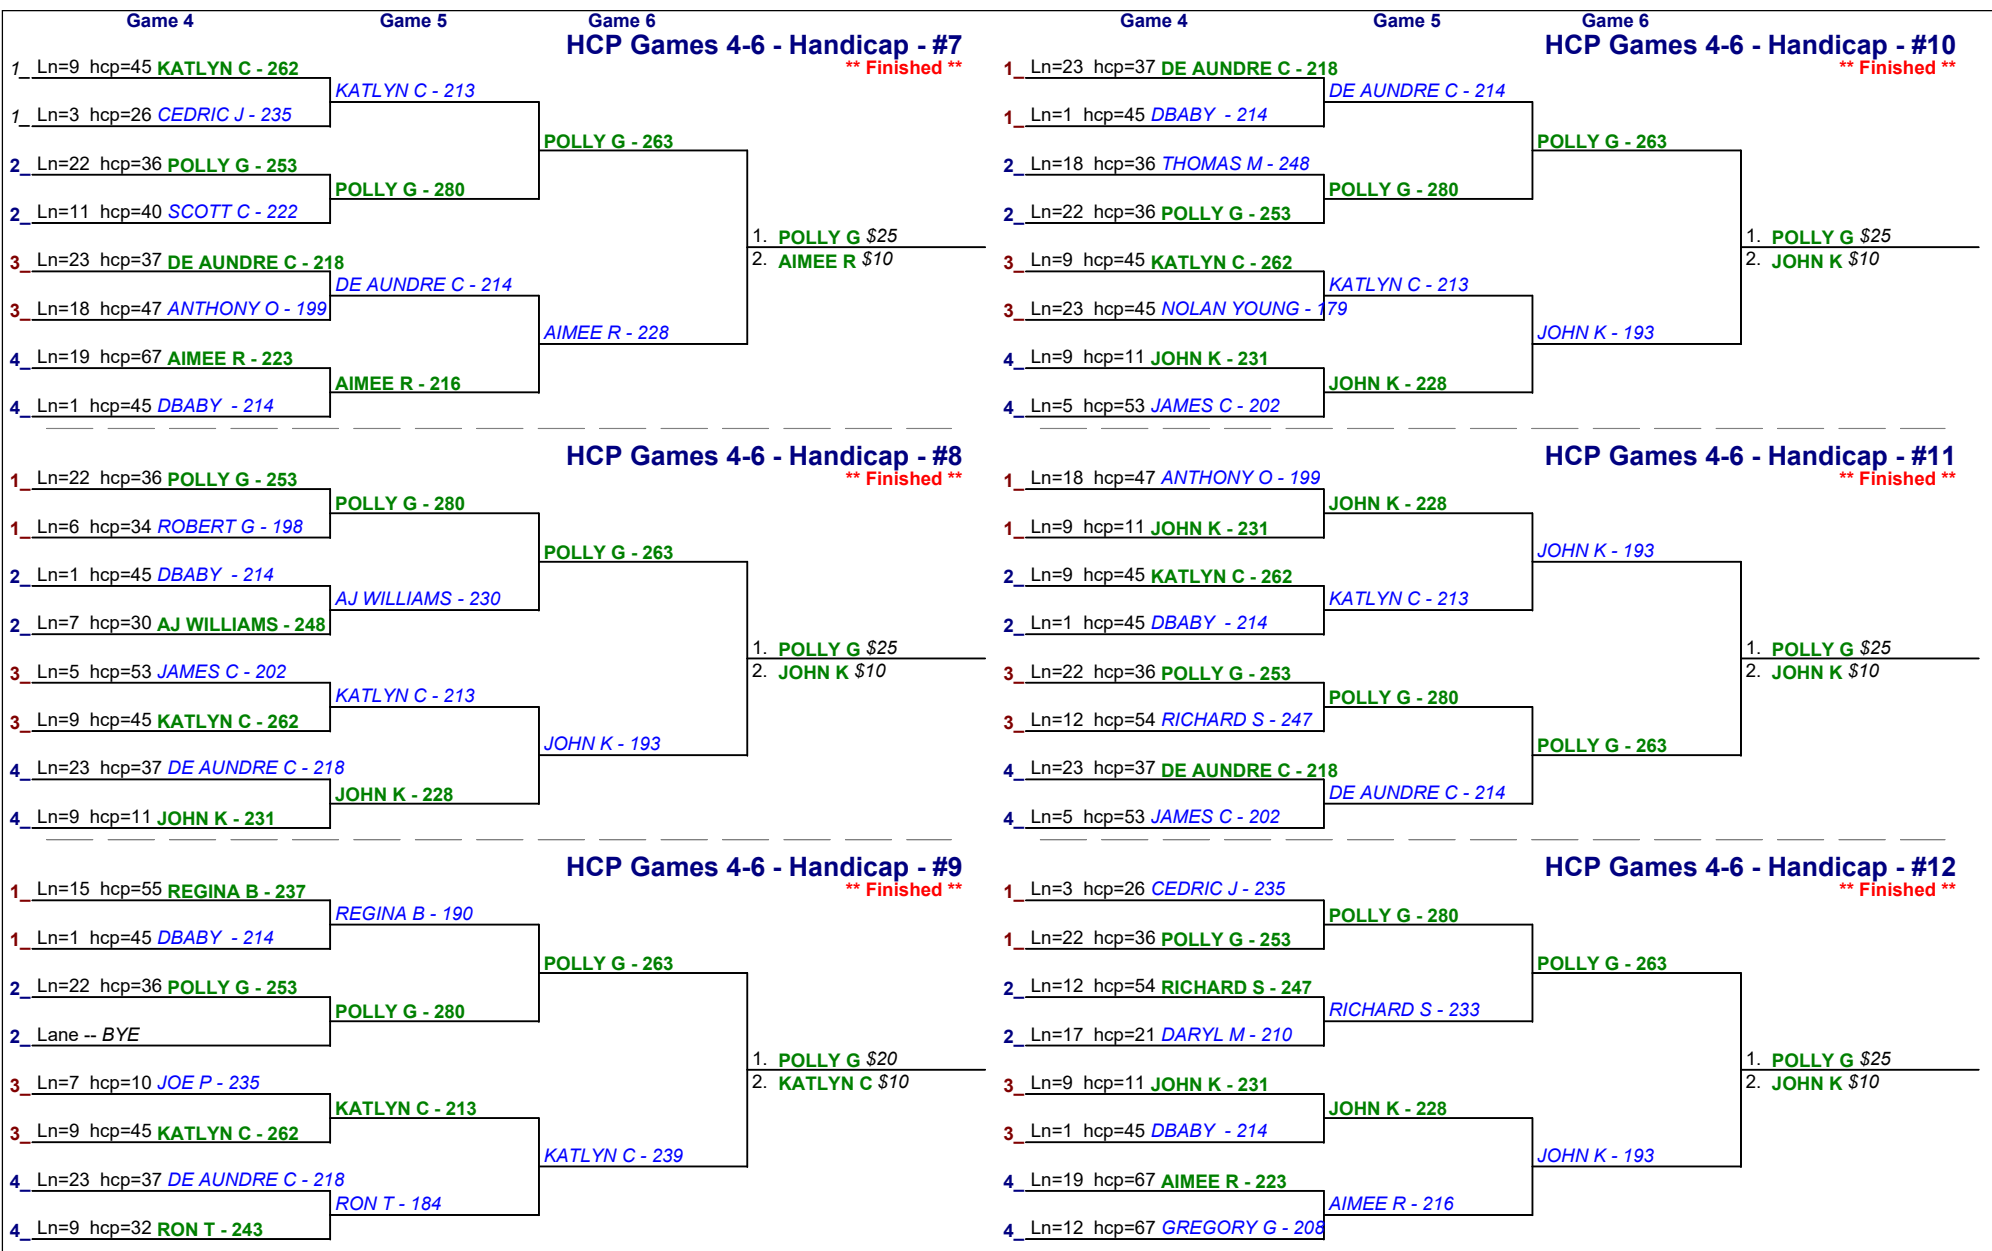 Game 4 Game 5 Game 6
HCP Games 4-6 - Handicap - #7
** Finished **
1_ Ln=9 hcp=45 KATLYN C - 262
KATLYN C - 213
1_ Ln=3 hcp=26 CEDRIC J - 235
POLLY G - 263
2_ Ln=22 hcp=36 POLLY G - 253
POLLY G - 280
2_ Ln=11 hcp=40 SCOTT C - 222
1. POLLY G $25
2. AIMEE R $10
3_ Ln=23 hcp=37 DE AUNDRE C - 218
DE AUNDRE C - 214
3_ Ln=18 hcp=47 ANTHONY O - 199
AIMEE R - 228
4_ Ln=19 hcp=67 AIMEE R - 223
AIMEE R - 216
4_ Ln=1 hcp=45 DBABY - 214
HCP Games 4-6 - Handicap - #8
** Finished **
1_ Ln=22 hcp=36 POLLY G - 253
POLLY G - 280
1_ Ln=6 hcp=34 ROBERT G - 198
POLLY G - 263
2_ Ln=1 hcp=45 DBABY - 214
AJ WILLIAMS - 230
2_ Ln=7 hcp=30 AJ WILLIAMS - 248
1. POLLY G $25
2. JOHN K $10
3_ Ln=5 hcp=53 JAMES C - 202
KATLYN C - 213
3_ Ln=9 hcp=45 KATLYN C - 262
JOHN K - 193
4_ Ln=23 hcp=37 DE AUNDRE C - 218
JOHN K - 228
4_ Ln=9 hcp=11 JOHN K - 231
HCP Games 4-6 - Handicap - #9
** Finished **
1_ Ln=15 hcp=55 REGINA B - 237
REGINA B - 190
1_ Ln=1 hcp=45 DBABY - 214
POLLY G - 263
2_ Ln=22 hcp=36 POLLY G - 253
POLLY G - 280
2_ Lane -- BYE
1. POLLY G $20
2. KATLYN C $10
3_ Ln=7 hcp=10 JOE P - 235
KATLYN C - 213
3_ Ln=9 hcp=45 KATLYN C - 262
KATLYN C - 239
4_ Ln=23 hcp=37 DE AUNDRE C - 218
RON T - 184
4_ Ln=9 hcp=32 RON T - 243
Game 4 Game 5 Game 6
HCP Games 4-6 - Handicap - #10
** Finished **
1_ Ln=23 hcp=37 DE AUNDRE C - 218
DE AUNDRE C - 214
1_ Ln=1 hcp=45 DBABY - 214
POLLY G - 263
2_ Ln=18 hcp=36 THOMAS M - 248
POLLY G - 280
2_ Ln=22 hcp=36 POLLY G - 253
1. POLLY G $25
2. JOHN K $10
3_ Ln=9 hcp=45 KATLYN C - 262
KATLYN C - 213
3_ Ln=23 hcp=45 NOLAN YOUNG - 179
JOHN K - 193
4_ Ln=9 hcp=11 JOHN K - 231
JOHN K - 228
4_ Ln=5 hcp=53 JAMES C - 202
HCP Games 4-6 - Handicap - #11
** Finished **
1_ Ln=18 hcp=47 ANTHONY O - 199
JOHN K - 228
1_ Ln=9 hcp=11 JOHN K - 231
JOHN K - 193
2_ Ln=9 hcp=45 KATLYN C - 262
KATLYN C - 213
2_ Ln=1 hcp=45 DBABY - 214
1. POLLY G $25
2. JOHN K $10
3_ Ln=22 hcp=36 POLLY G - 253
POLLY G - 280
3_ Ln=12 hcp=54 RICHARD S - 247
POLLY G - 263
4_ Ln=23 hcp=37 DE AUNDRE C - 218
DE AUNDRE C - 214
4_ Ln=5 hcp=53 JAMES C - 202
HCP Games 4-6 - Handicap - #12
** Finished **
1_ Ln=3 hcp=26 CEDRIC J - 235
POLLY G - 280
1_ Ln=22 hcp=36 POLLY G - 253
POLLY G - 263
2_ Ln=12 hcp=54 RICHARD S - 247
RICHARD S - 233
2_ Ln=17 hcp=21 DARYL M - 210
1. POLLY G $25
2. JOHN K $10
3_ Ln=9 hcp=11 JOHN K - 231
JOHN K - 228
3_ Ln=1 hcp=45 DBABY - 214
JOHN K - 193
4_ Ln=19 hcp=67 AIMEE R - 223
AIMEE R - 216
4_ Ln=12 hcp=67 GREGORY G - 208